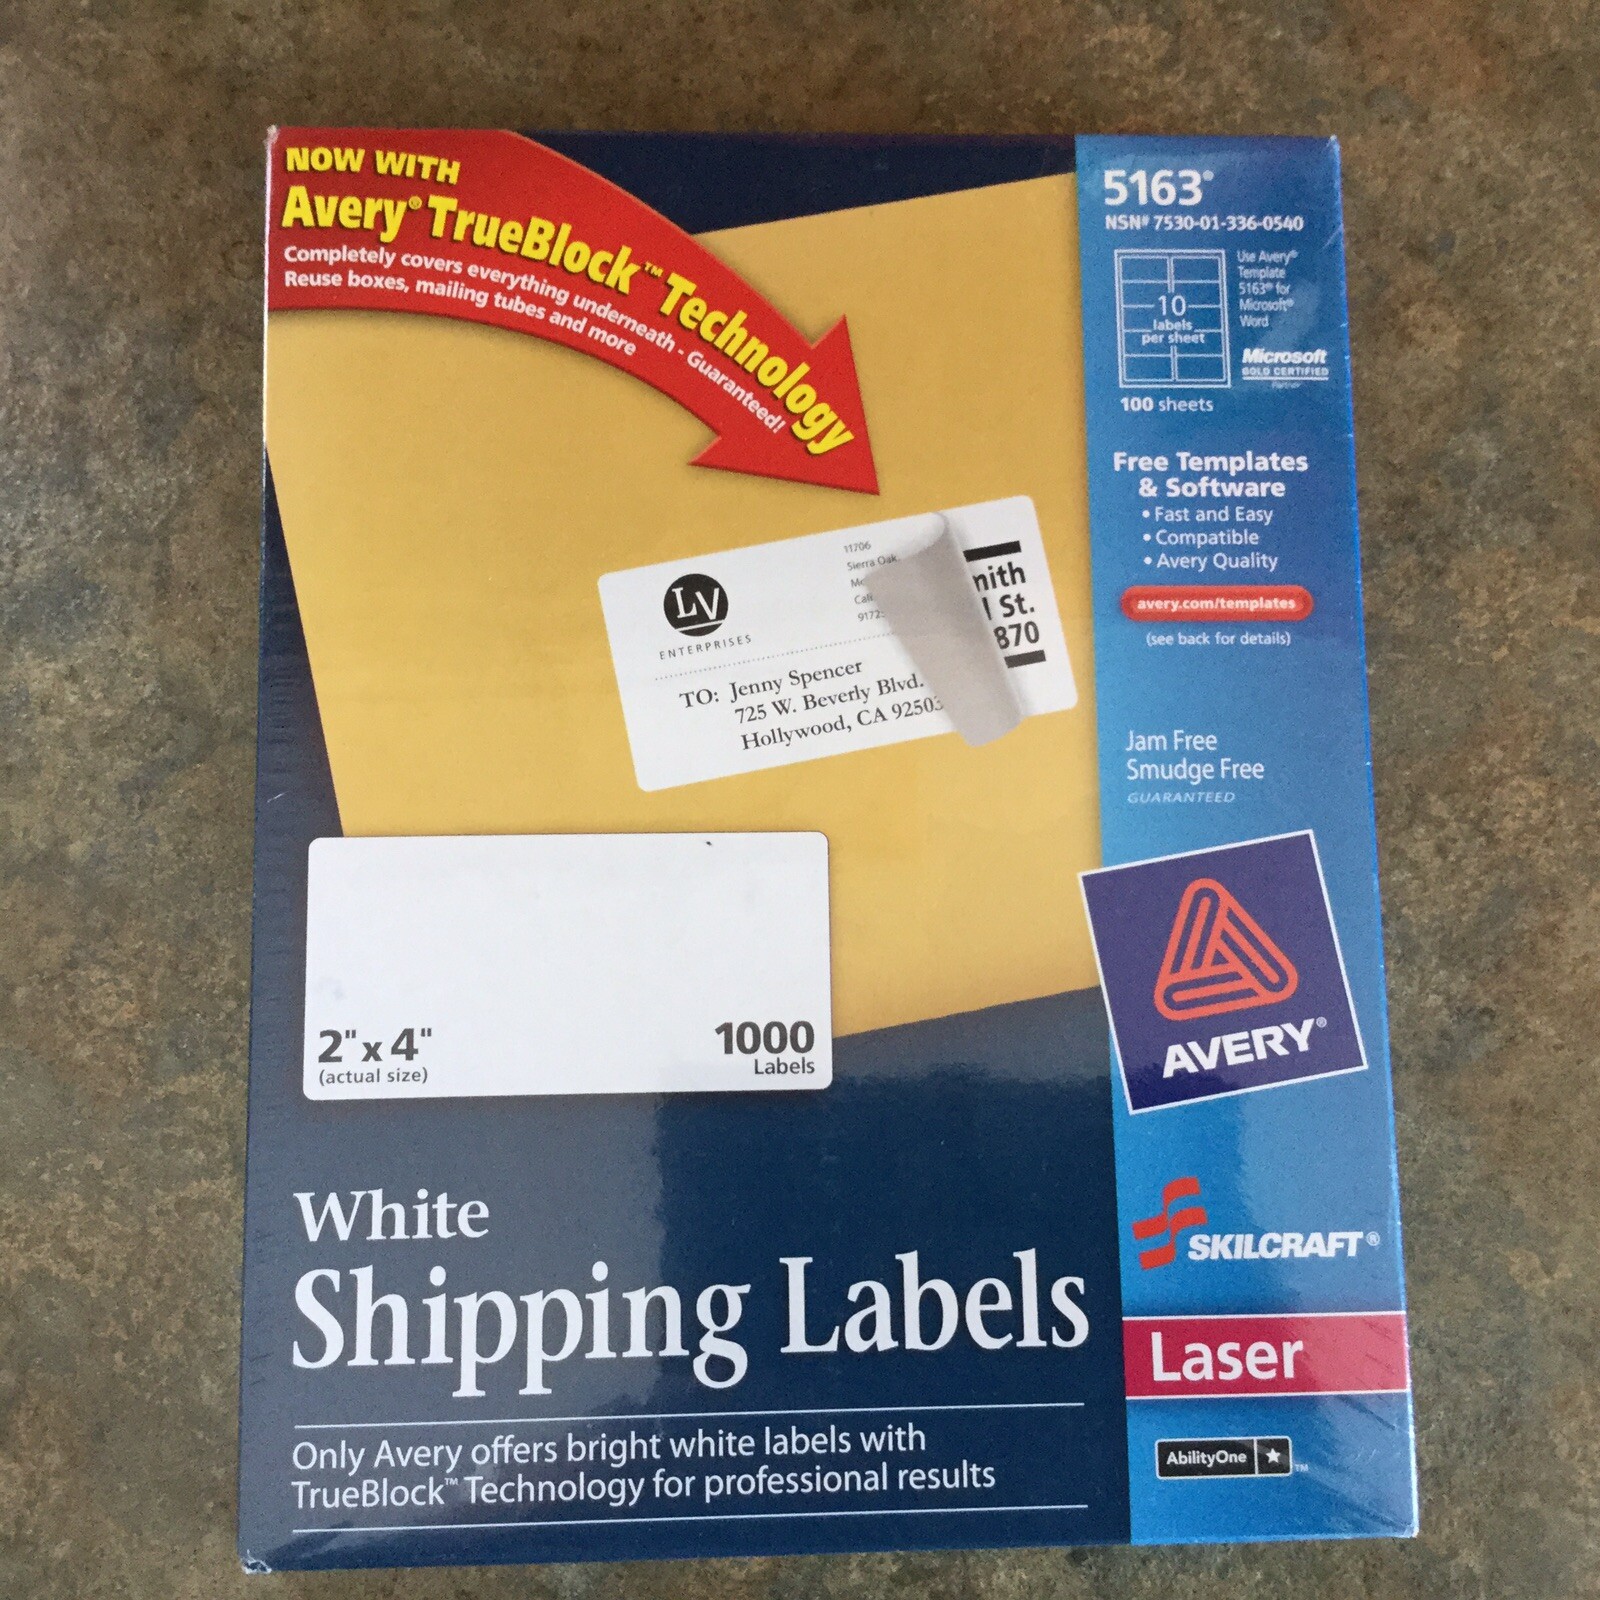 NOW WITH
Avery® TrueBlock™ Technology
Completely covers everything underneath - Guaranteed!
Reuse boxes, mailing tubes and more
5163®
NSN# 7530-01-336-0540
10
labels
per sheet
Use Avery®
Template
5163® for
Microsoft®
Word
Microsoft
GOLD CERTIFIED
Partner
100 sheets
Free Templates
& Software
• Fast and Easy
• Compatible
• Avery Quality
avery.com/templates
(see back for details)
Jam Free
Smudge Free
GUARANTEED
LV
ENTERPRISES
11706
Sierra Oak
TO: Jenny Spencer
725 W. Beverly Blvd.
Hollywood, CA 92503
mith
l St.
870
2" x 4"
(actual size)
1000
Labels
AVERY®
White
Shipping Labels
SKILCRAFT®
Laser
Only Avery offers bright white labels with
TrueBlock™ Technology for professional results
AbilityOne ™